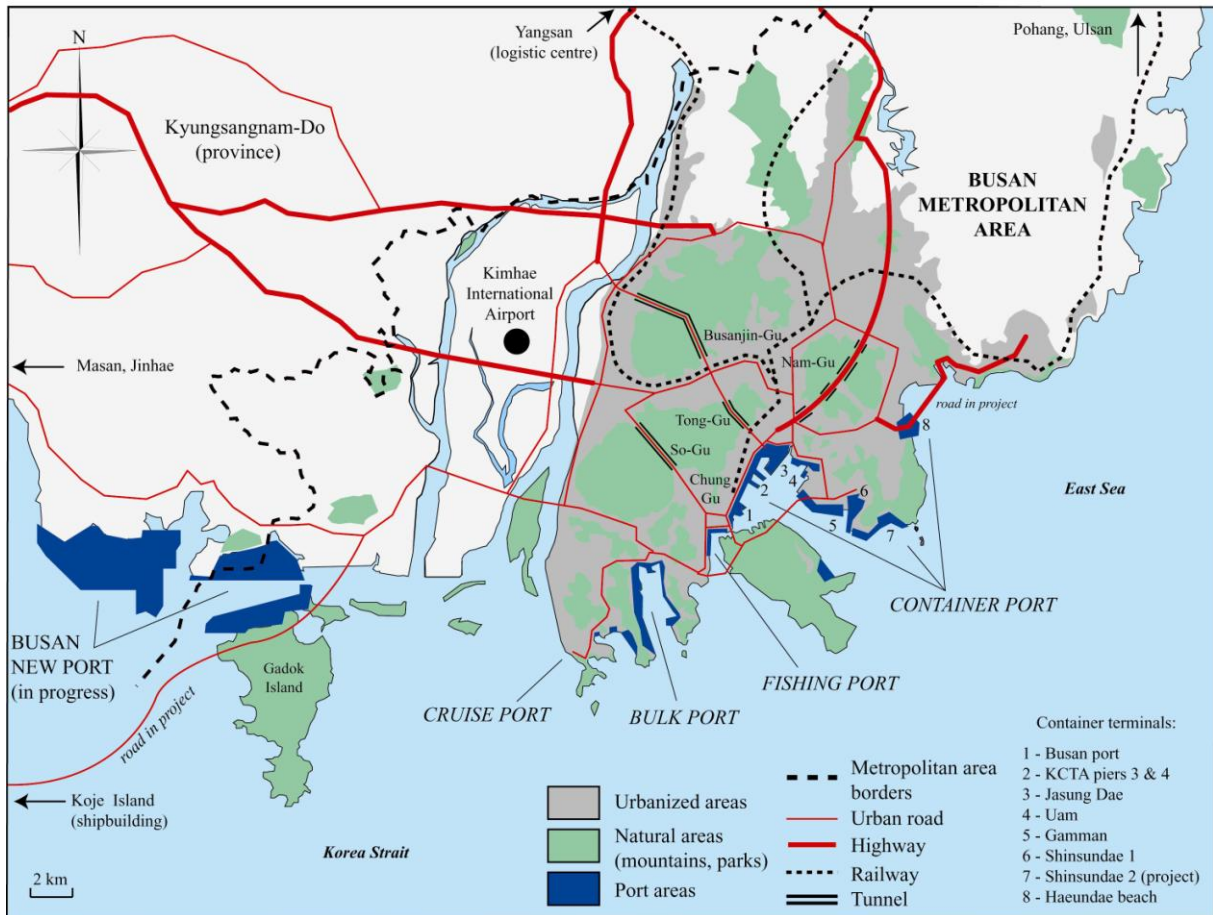 Yangsan
(logistic centre)
Pohang, Ulsan
N
Kyungsangnam-Do
(province)
BUSAN
METROPOLITAN
AREA
Kimhae
International
Airport
Busanjin-Gu
Masan, Jinhae
Nam-Gu
road in project
Tong-Gu
8
So-Gu
Chung
Gu
3
4
2
6
East Sea
1
5
7
CONTAINER PORT
BUSAN
NEW PORT
(in progress)
Gadok
Island
FISHING PORT
road in project
CRUISE PORT
BULK PORT
Koje Island
(shipbuilding)
Korea Strait
2 km
Urbanized areas
Natural areas
(mountains, parks)
Port areas
Metropolitan area
borders
Urban road
Highway
Railway
Tunnel
Container terminals:
1 - Busan port
2 - KCTA piers 3 & 4
3 - Jasung Dae
4 - Uam
5 - Gamman
6 - Shinsundae 1
7 - Shinsundae 2 (project)
8 - Haeundae beach